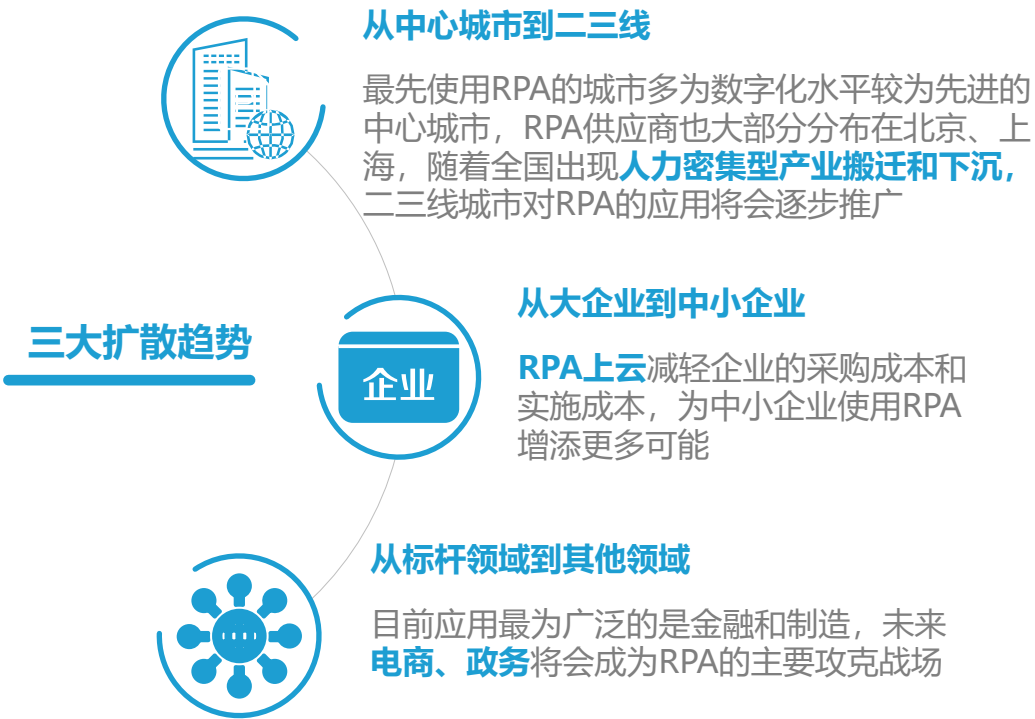 从中心城市到二三线
最先使用RPA的城市多为数字化水平较为先进的
中心城市，RPA供应商也大部分分布在北京、上
海，随着全国出现人力密集型产业搬迁和下沉，
二三线城市对RPA的应用将会逐步推广
三大扩散趋势
企业
从大企业到中小企业
RPA上云减轻企业的采购成本和
实施成本，为中小企业使用RPA
增添更多可能
从标杆领域到其他领域
目前应用最为广泛的是金融和制造，未来
电商、政务将会成为RPA的主要攻克战场